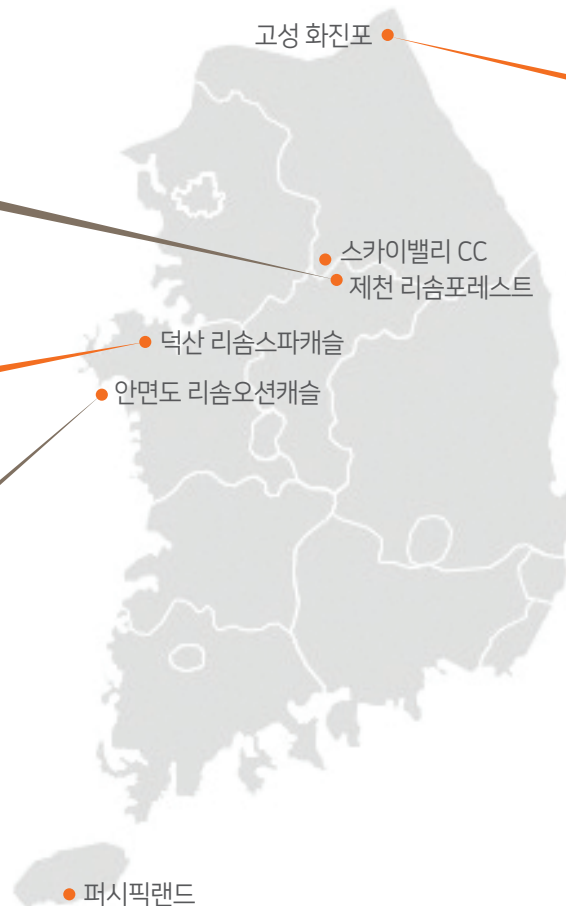 고성 화진포
스카이밸리 CC
제천 리솜포레스트
덕산 리솜스파캐슬
안면도 리솜오션캐슬
퍼시픽랜드